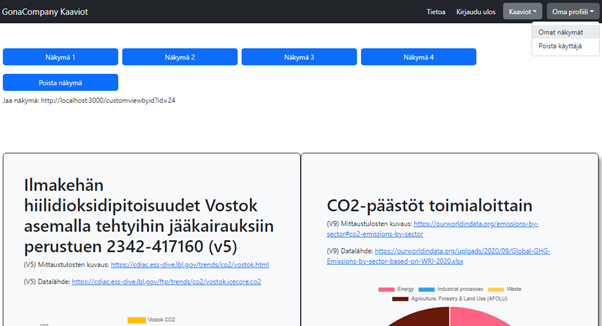 GonaCompany Kaaviot
Tietoa
Kirjaudu ulos
Kaaviot
Oma profiili
Omat näkymät
Poista käyttäjä
Näkymä 1
Näkymä 2
Näkymä 3
Näkymä 4
Poista näkymä
Jaa näkymä: http://localhost:3000/customviewbyid?id=24
Ilmakehän
hiilidioksidipitoisuudet Vostok
asemalla tehtyihin jääkairauksiin
perustuen 2342-417160 (v5)
(V5) Mittaustulosten kuvaus: https://cdiac.ess-dive.lbl.gov/trends/co2/vostok.html
(V5) Datalähde: https://cdiac.ess-dive.lbl.gov/ftp/trends/co2/vostok.icecore.co2
Vostok CO2
CO2-päästöt toimialoittain
(V9) Mittaustulosten kuvaus: https://ourworldindata.org/emissions-by-
sector#co2-emissions-by-sector
(V9) Datalähde: https://ourworldindata.org/uploads/2020/09/Global-GHG-
Emissions-by-sector-based-on-WRI-2020.xlsx
Energy
Industrial processes
Waste
Agriculture, Forestry & Land Use (AFOLU)